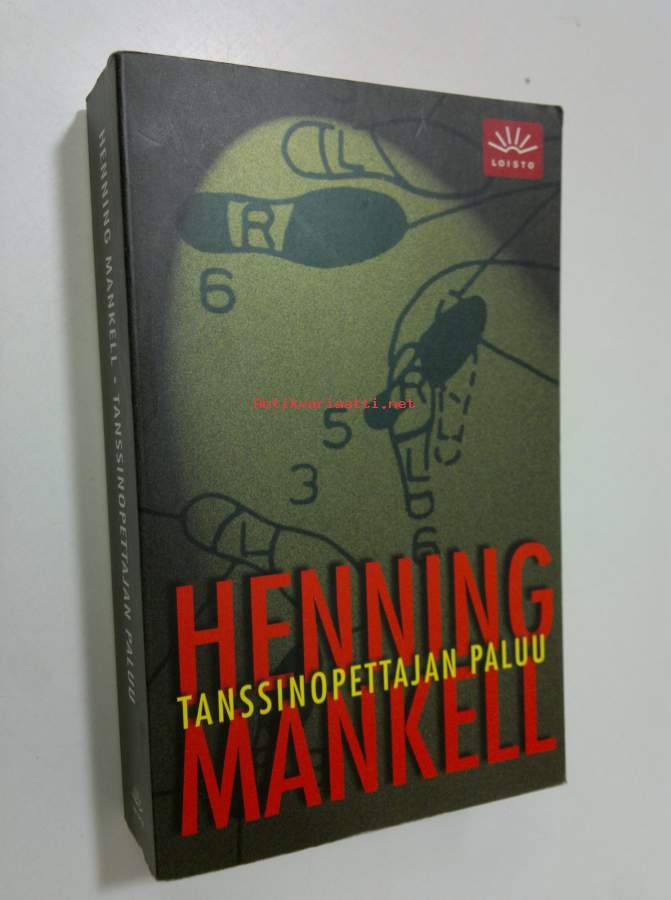 HENNING MANKELL - TANSSINOPETTAJAN PALUU
LOISTO
L
R
6
R
Antikvariaatti.net
5
L
3
6
L
HENNING
TANSSINOPETTAJAN PALUU
MANKELL